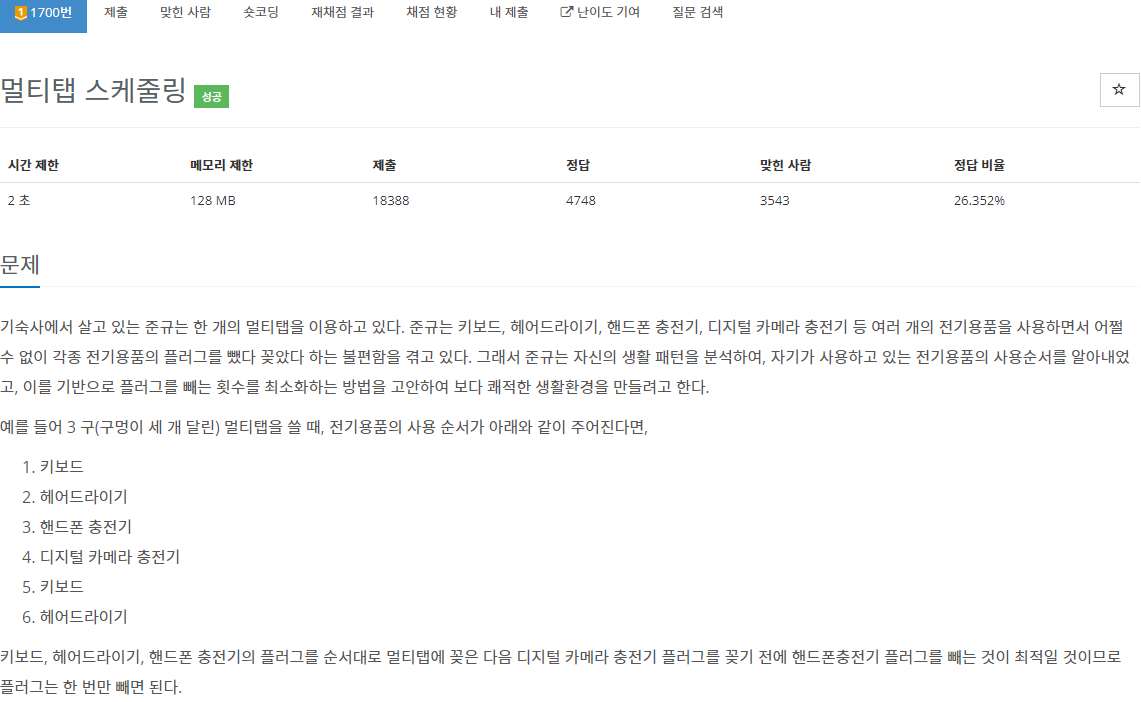 1 1700번 제출 맞힌 사람 숏코딩 재채점 결과 채점 현황 내 제출 난이도 기여 질문 검색
멀티탭 스케줄링 성공
시간 제한 메모리 제한 제출 정답 맞힌 사람 정답 비율
2 초 128 MB 18388 4748 3543 26.352%
문제
기숙사에서 살고 있는 준규는 한 개의 멀티탭을 이용하고 있다. 준규는 키보드, 헤어드라이기, 핸드폰 충전기, 디지털 카메라 충전기 등 여러 개의 전기용품을 사용하면서 어쩔
수 없이 각종 전기용품의 플러그를 뺐다 꽂았다 하는 불편함을 겪고 있다. 그래서 준규는 자신의 생활 패턴을 분석하여, 자기가 사용하고 있는 전기용품의 사용순서를 알아내었
고, 이를 기반으로 플러그를 빼는 횟수를 최소화하는 방법을 고안하여 보다 쾌적한 생활환경을 만들려고 한다.
예를 들어 3 구(구멍이 세 개 달린) 멀티탭을 쓸 때, 전기용품의 사용 순서가 아래와 같이 주어진다면,
1. 키보드
2. 헤어드라이기
3. 핸드폰 충전기
4. 디지털 카메라 충전기
5. 키보드
6. 헤어드라이기
키보드, 헤어드라이기, 핸드폰 충전기의 플러그를 순서대로 멀티탭에 꽂은 다음 디지털 카메라 충전기 플러그를 꽂기 전에 핸드폰충전기 플러그를 빼는 것이 최적일 것이므로
플러그는 한 번만 빼면 된다.